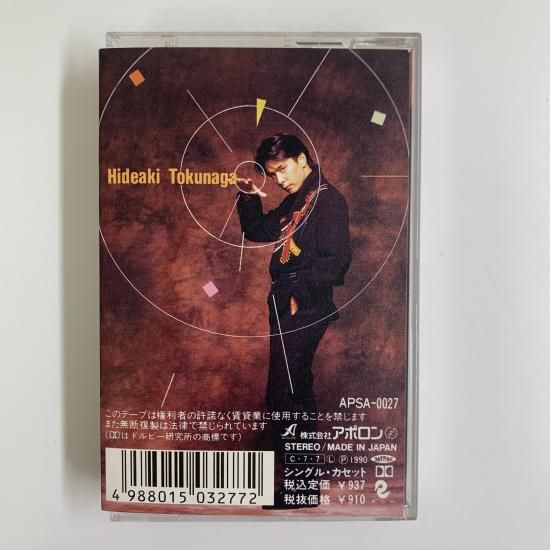 Hideaki Tokunaga
APSA-0027
このテープは権利者の許諾なく賃貸業に使用することを禁じます
また無断複製は法律で禁じられています
(DDはドルビー研究所の商標です)
株式会社アポロン
STEREO/MADE IN JAPAN
C・7・7 L P 1990
シングル・カセット
税込定価 ¥937
税抜価格 ¥910
4 988015 032772